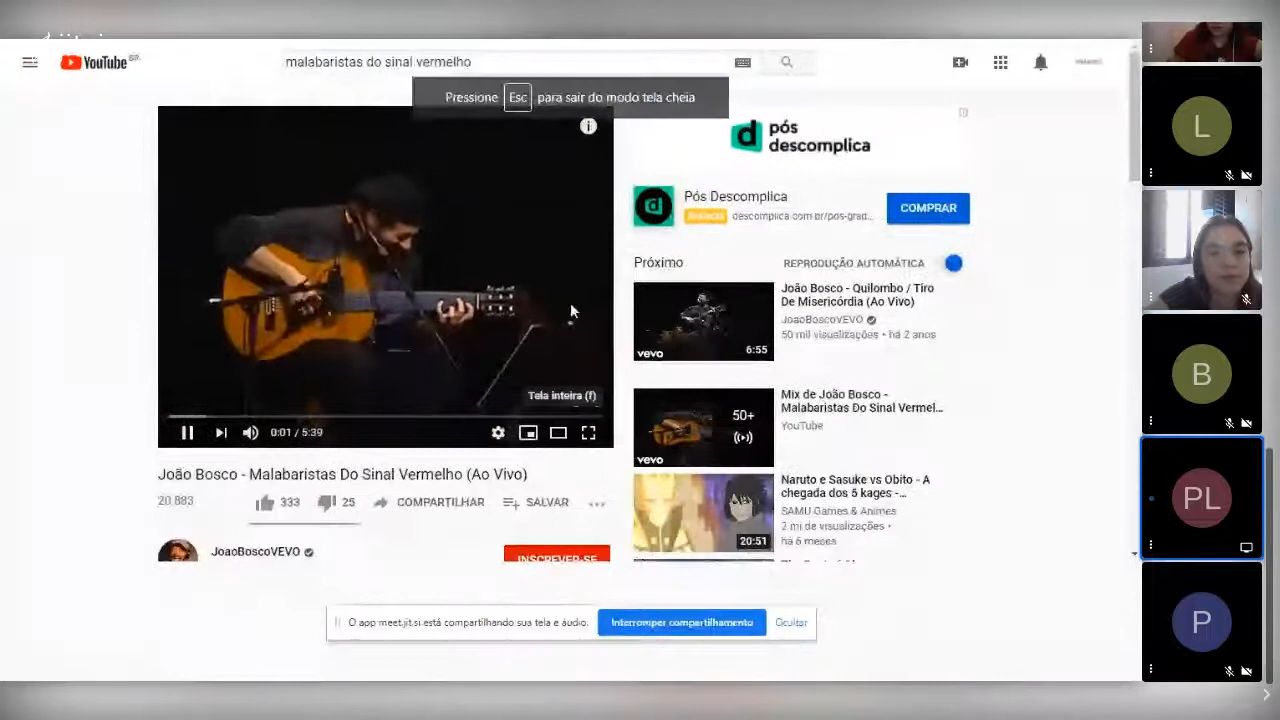 YouTube BR
malabaristas do sinal vermelho
Pressione Esc para sair do modo tela cheia
Tela inteira (f)
0:01 / 5:39
João Bosco - Malabaristas Do Sinal Vermelho (Ao Vivo)
20.883
333
25
COMPARTILHAR
SALVAR
JoaoBoscoVEVO
INSCREVER-SE
d pós
descomplica
Pós Descomplica
Anúncio descomplica.com.br/pós-grad...
COMPRAR
Próximo
REPRODUÇÃO AUTOMÁTICA
vevo
6:55
João Bosco - Quilombo / Tiro
De Misericórdia (Ao Vivo)
JoaoBoscoVEVO
50 mil visualizações • há 2 anos
50+
vevo
Mix de João Bosco -
Malabaristas Do Sinal Vermel...
YouTube
20:51
Naruto e Sasuke vs Obito - A
chegada dos 5 kages -...
SAMU Games & Animes
2 mi de visualizações •
há 6 meses
O app meet.jit.si está compartilhando sua tela e áudio.
Interromper compartilhamento
Ocultar
L
B
PL
P